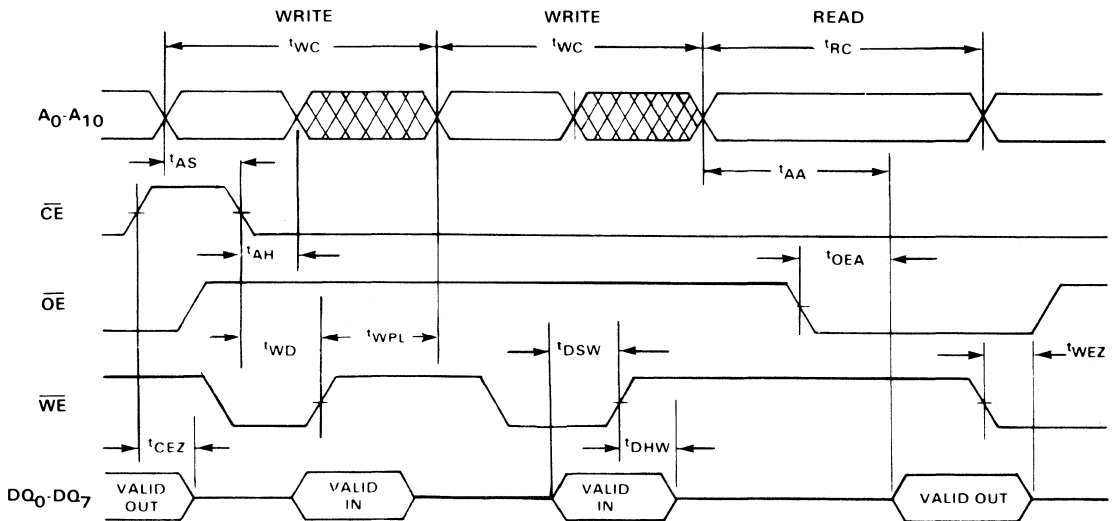 WRITE WRITE READ
tWC tWC tRC
A0-A10
tAS
tAA
CE
tAH
tOEA
OE
tWD tWPL tDSW
tWEZ
WE
tCEZ tDHW
DQ0-DQ7 VALID OUT VALID IN VALID IN VALID OUT